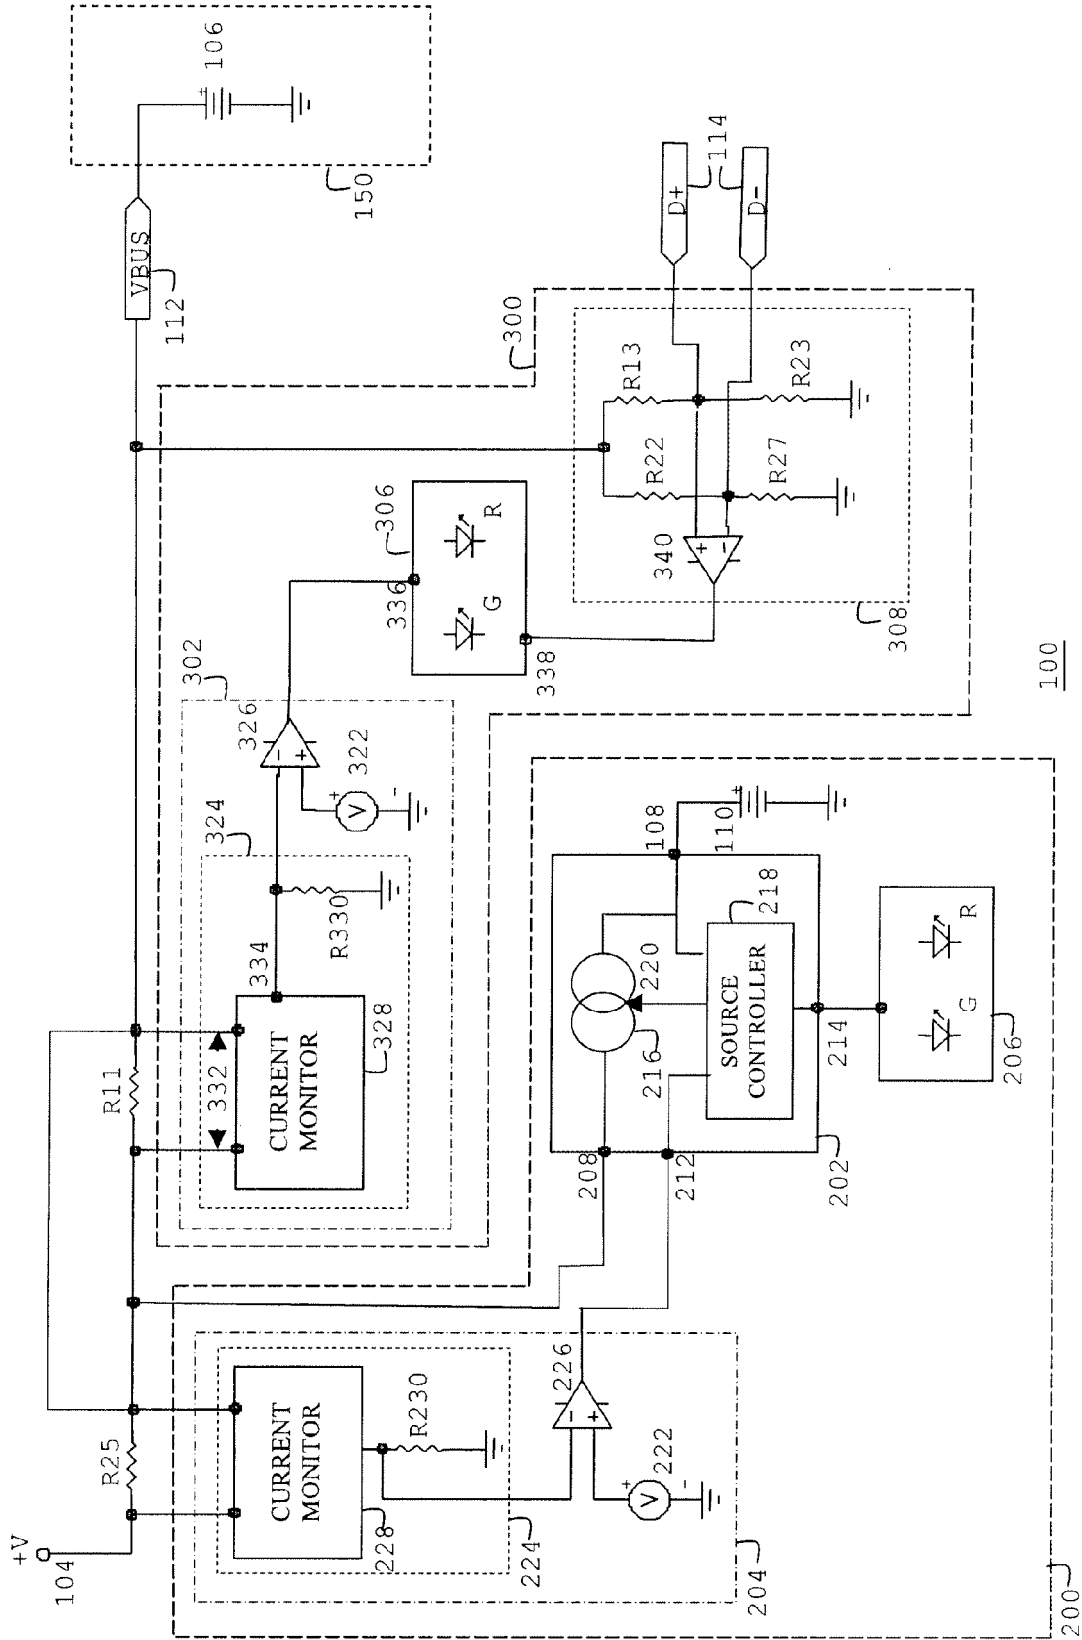 +V
104
R25
R11
VBUS
112
106
150
CURRENT
MONITOR
228
R230
224
226
-
+
222
V
+
-
204
200
332
CURRENT
MONITOR
328
334
R330
324
302
326
-
+
322
V
+
-
336
306
G
R
338
300
340
+
-
R22
R13
R27
R23
308
D+
D-
114
208
212
216
220
218
SOURCE
CONTROLLER
202
214
108
110
+
G
R
206
106
+
100